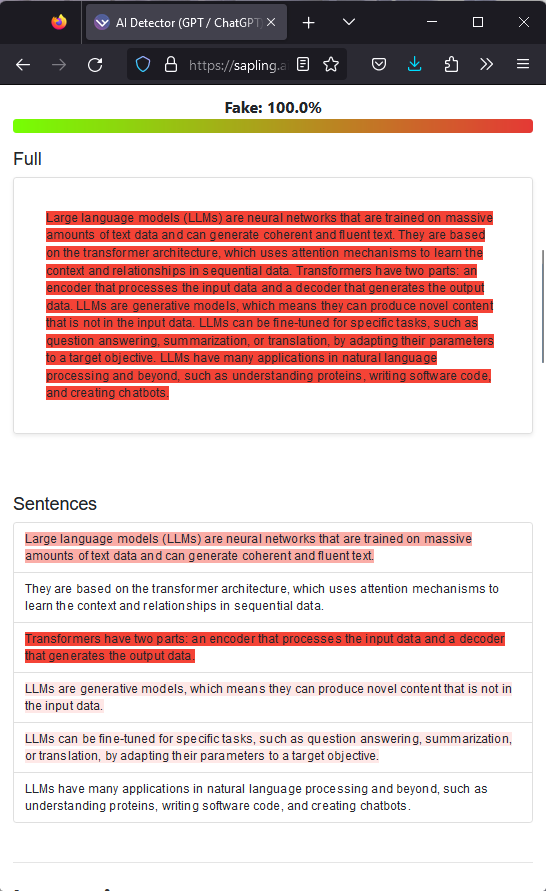 AI Detector (GPT / ChatGPT)
https://sapling.a
Fake: 100.0%
Full
Large language models (LLMs) are neural networks that are trained on massive
amounts of text data and can generate coherent and fluent text. They are based
on the transformer architecture, which uses attention mechanisms to learn the
context and relationships in sequential data. Transformers have two parts: an
encoder that processes the input data and a decoder that generates the output
data. LLMs are generative models, which means they can produce novel content
that is not in the input data. LLMs can be fine-tuned for specific tasks, such as
question answering, summarization, or translation, by adapting their parameters
to a target objective. LLMs have many applications in natural language
processing and beyond, such as understanding proteins, writing software code,
and creating chatbots.
Sentences
Large language models (LLMs) are neural networks that are trained on massive
amounts of text data and can generate coherent and fluent text.
They are based on the transformer architecture, which uses attention mechanisms to
learn the context and relationships in sequential data.
Transformers have two parts: an encoder that processes the input data and a decoder
that generates the output data.
LLMs are generative models, which means they can produce novel content that is not in
the input data.
LLMs can be fine-tuned for specific tasks, such as question answering, summarization,
or translation, by adapting their parameters to a target objective.
LLMs have many applications in natural language processing and beyond, such as
understanding proteins, writing software code, and creating chatbots.